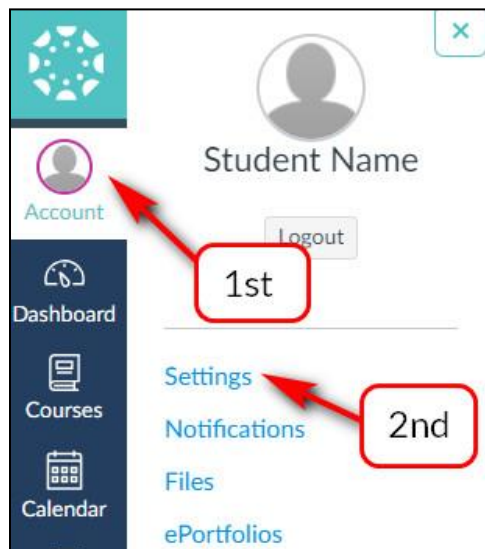 Student Name
Account
Logout
1st
Dashboard
Settings
Courses
2nd
Notifications
Files
Calendar
ePortfolios